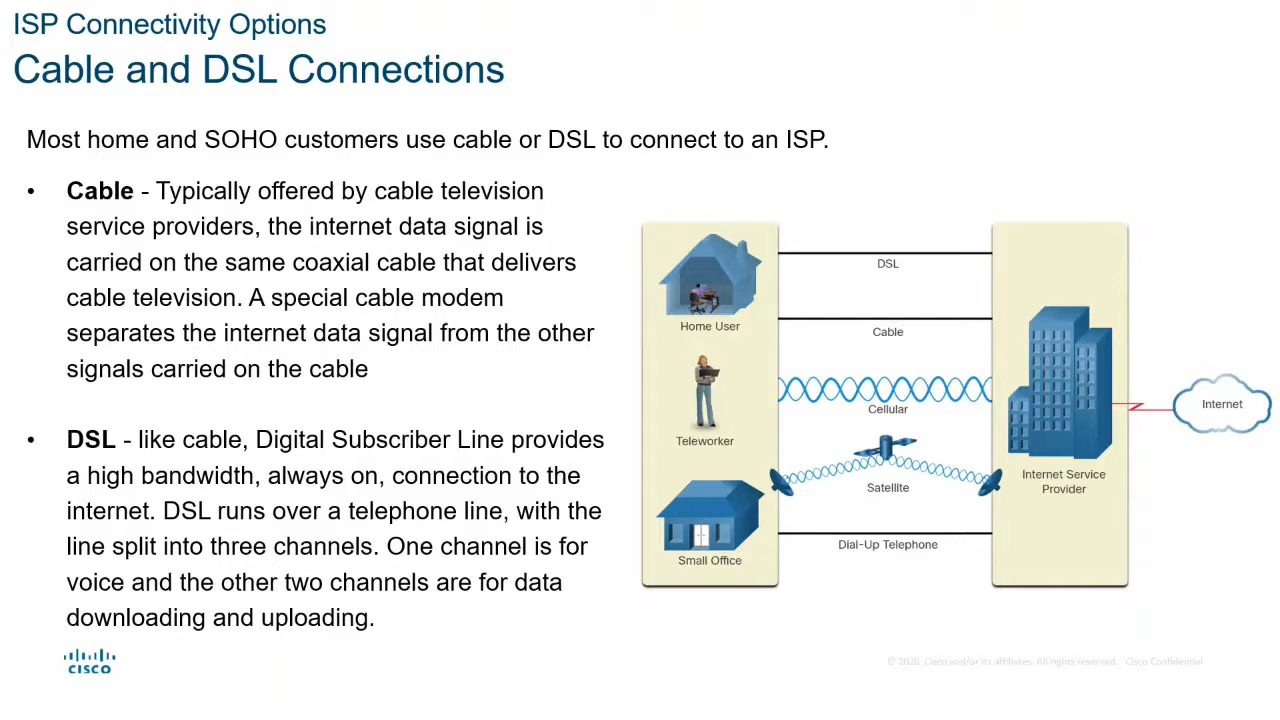 ISP Connectivity Options
Cable and DSL Connections
Most home and SOHO customers use cable or DSL to connect to an ISP.
• Cable - Typically offered by cable television
service providers, the internet data signal is
carried on the same coaxial cable that delivers
cable television. A special cable modem
separates the internet data signal from the other
signals carried on the cable
• DSL - like cable, Digital Subscriber Line provides
a high bandwidth, always on, connection to the
internet. DSL runs over a telephone line, with the
line split into three channels. One channel is for
voice and the other two channels are for data
downloading and uploading.
Home User
Teleworker
Small Office
DSL
Cable
Cellular
Satellite
Dial-Up Telephone
Internet Service
Provider
Internet
CISCO
© 2020 Cisco and/or its affiliates. All rights reserved. Cisco Confidential